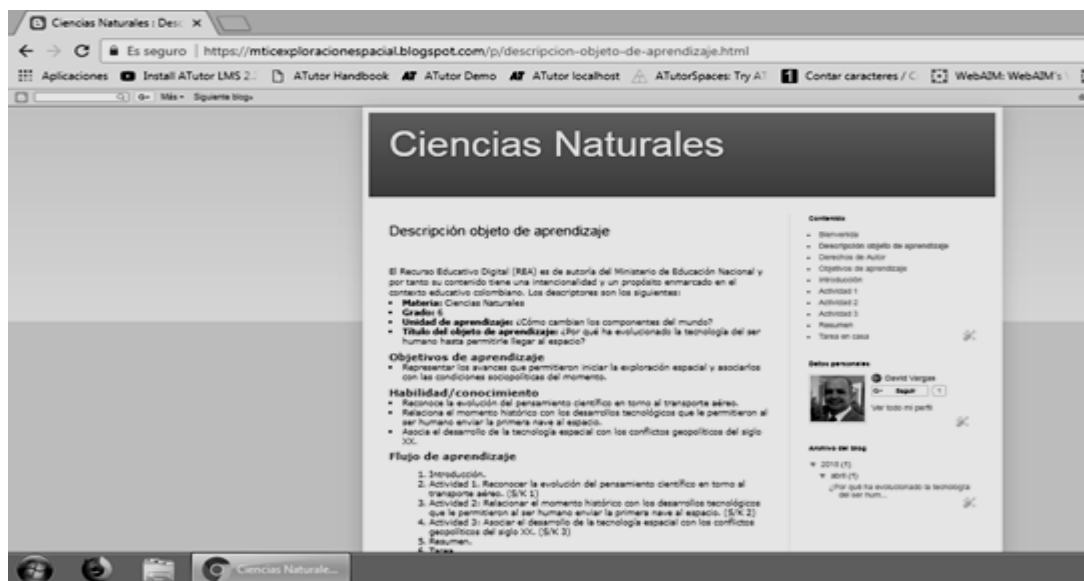 Ciencias Naturales : Desc
Es seguro | https://mticexploracionespacial.blogspot.com/p/descripcion-objeto-de-aprendizaje.html
Aplicaciones Install ATutor LMS 2. ATutor Handbook ATutor Demo ATutor localhost ATutorSpaces: Try AT Contar caracteres / C WebAIM: WebAIM's
G+ Más Siguiente blog»
Ciencias Naturales
Descripción objeto de aprendizaje
El Recurso Educativo Digital (REA) es de autoría del Ministerio de Educación Nacional y
por tanto su contenido tiene una intencionalidad y un propósito enmarcado en el
contexto educativo colombiano. Los descriptores son los siguientes:
• Materia: Ciencias Naturales
• Grado: 6
• Unidad de aprendizaje: ¿Cómo cambian los componentes del mundo?
• Título del objeto de aprendizaje: ¿Por qué ha evolucionado la tecnología del ser
humano hasta permitirle llegar al espacio?
Objetivos de aprendizaje
• Representar los avances que permitieron iniciar la exploración espacial y asociarlos
con las condiciones sociopolíticas del momento.
Habilidad/conocimiento
• Reconoce la evolución del pensamiento científico en torno al transporte aéreo.
• Relaciona el momento histórico con los desarrollos tecnológicos que le permitieron al
ser humano enviar la primera nave al espacio.
• Asocia el desarrollo de la tecnología espacial con los conflictos geopolíticos del siglo
XX.
Flujo de aprendizaje
1. Introducción.
2. Actividad 1. Reconocer la evolución del pensamiento científico en torno al
transporte aéreo. (S/K 1)
3. Actividad 2: Relacionar el momento histórico con los desarrollos tecnológicos
que le permitieron al ser humano enviar la primera nave al espacio. (S/K 2)
4. Actividad 3: Asociar el desarrollo de la tecnología espacial con los conflictos
geopolíticos del siglo XX. (S/K 3)
5. Resumen.
6. Tarea
Contenido
• Bienvenida
• Descripción objeto de aprendizaje
• Derechos de Autor
• Objetivos de aprendizaje
• Introducción
• Actividad 1
• Actividad 2
• Actividad 3
• Resumen
• Tarea en casa
Datos personales
David Vargas
G+ Seguir 1
Ver todo mi perfil
Archivo del blog
▼ 2018 (1)
▼ abril (1)
¿Por qué ha evolucionado la tecnología
del ser hum...
Ciencias Naturale...